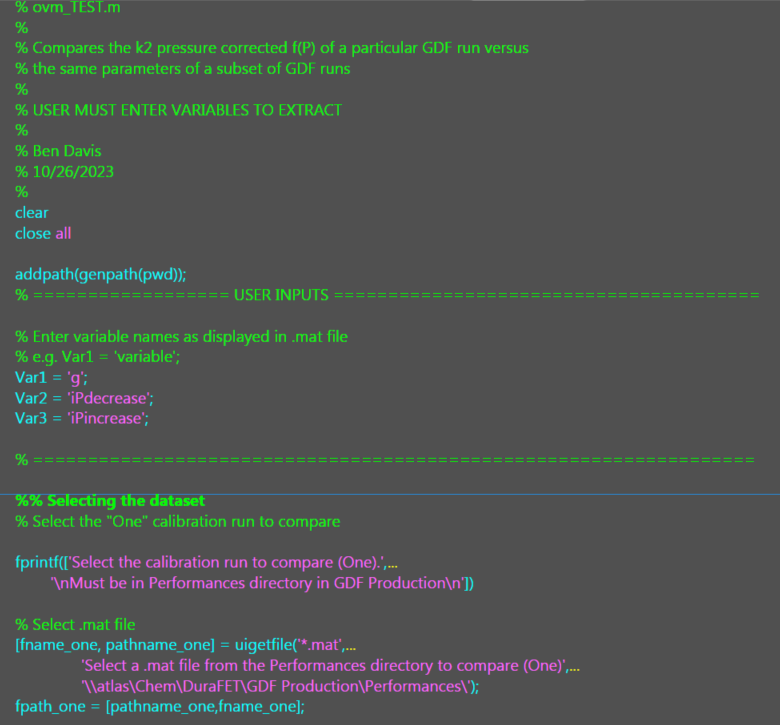 % ovm_TEST.m
%
% Compares the k2 pressure corrected f(P) of a particular GDF run versus
% the same parameters of a subset of GDF runs
%
% USER MUST ENTER VARIABLES TO EXTRACT
%
% Ben Davis
% 10/26/2023
%
clear
close all
addpath(genpath(pwd));
% ================== USER INPUTS =======================================
% Enter variable names as displayed in .mat file
% e.g. Var1 = 'variable';
Var1 = 'g';
Var2 = 'iPdecrease';
Var3 = 'iPincrease';
% ==================================================================
%% Selecting the dataset
% Select the "One" calibration run to compare
fprintf(['Select the calibration run to compare (One).',...
'\nMust be in Performances directory in GDF Production\n'])
% Select .mat file
[fname_one, pathname_one] = uigetfile('*.mat',...
'Select a .mat file from the Performances directory to compare (One)',...
'\\atlas\Chem\DuraFET\GDF Production\Performances\');
fpath_one = [pathname_one,fname_one];